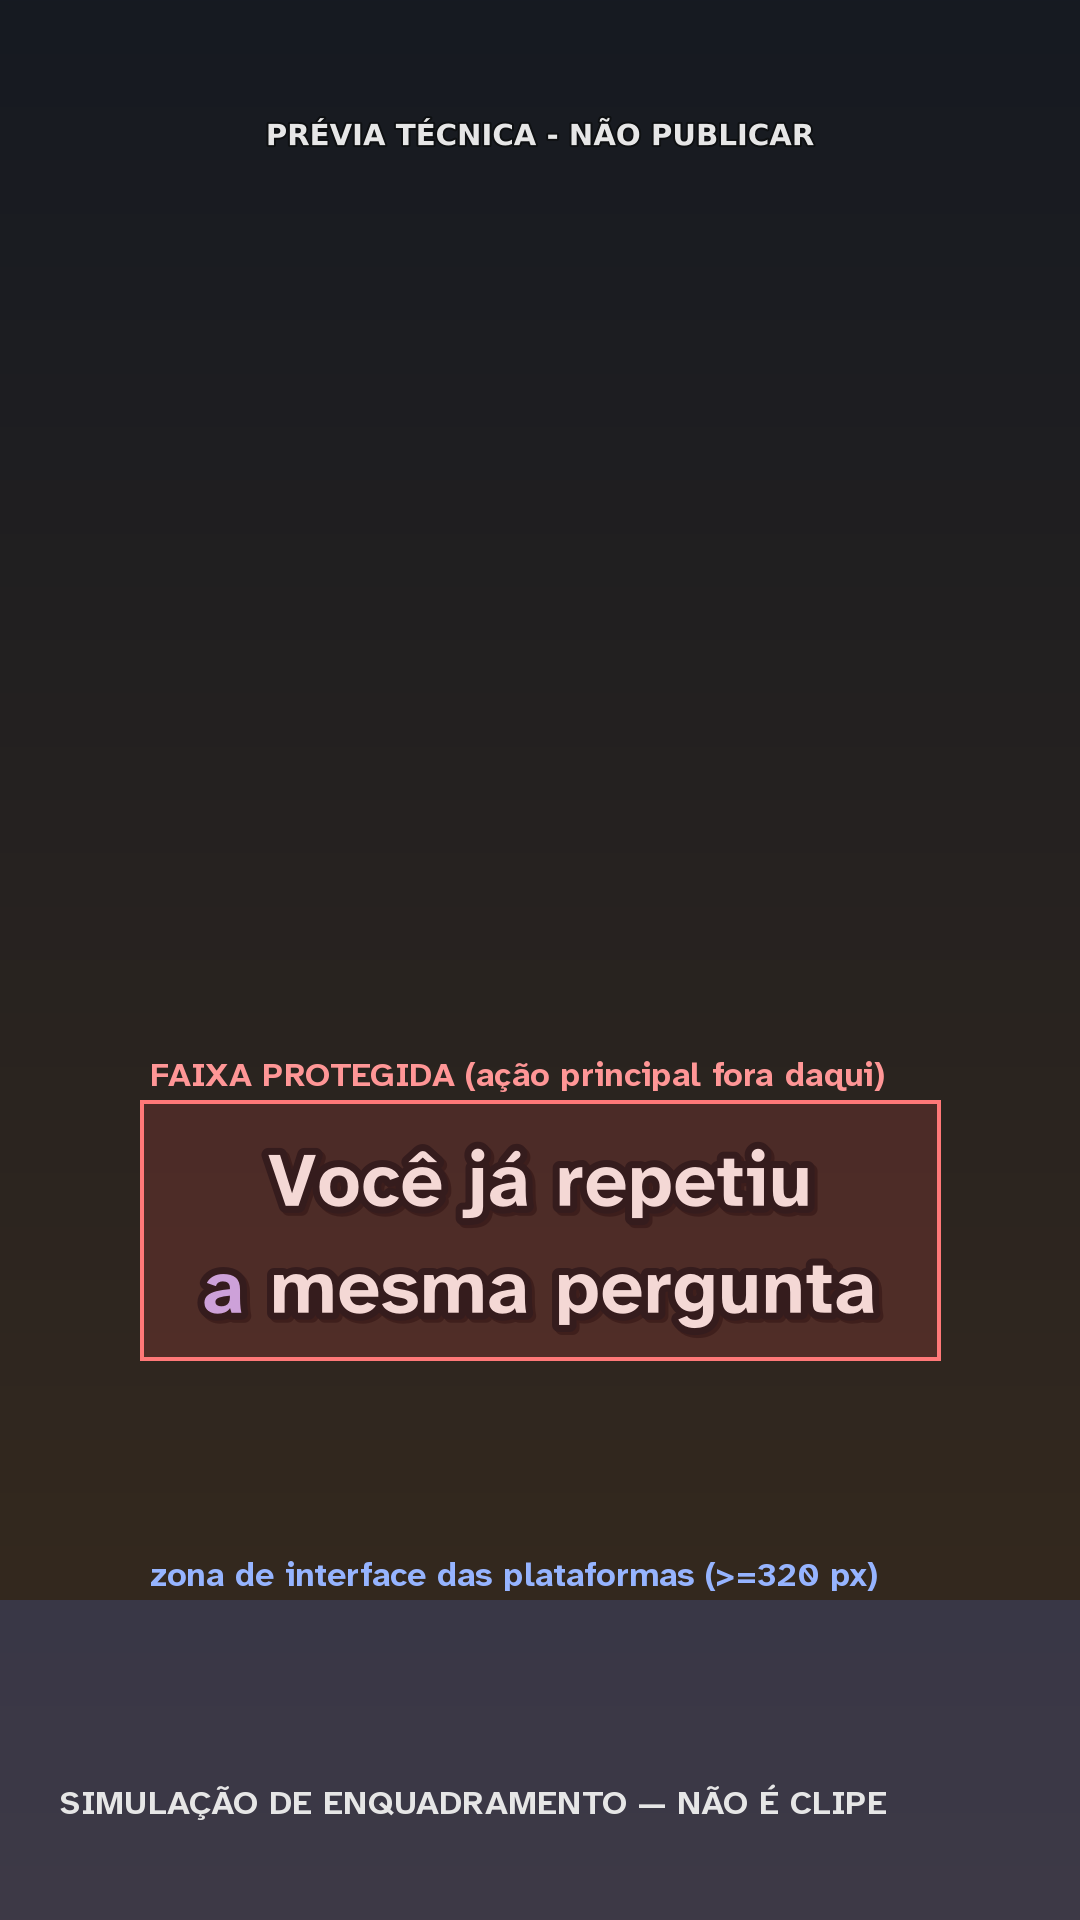 PRÉVIA TÉCNICA - NÃO PUBLICAR
FAIXA PROTEGIDA (ação principal fora daqui)
Você já repetiu
a mesma pergunta
zona de interface das plataformas (>=320 px)
SIMULAÇÃO DE ENQUADRAMENTO — NÃO É CLIPE